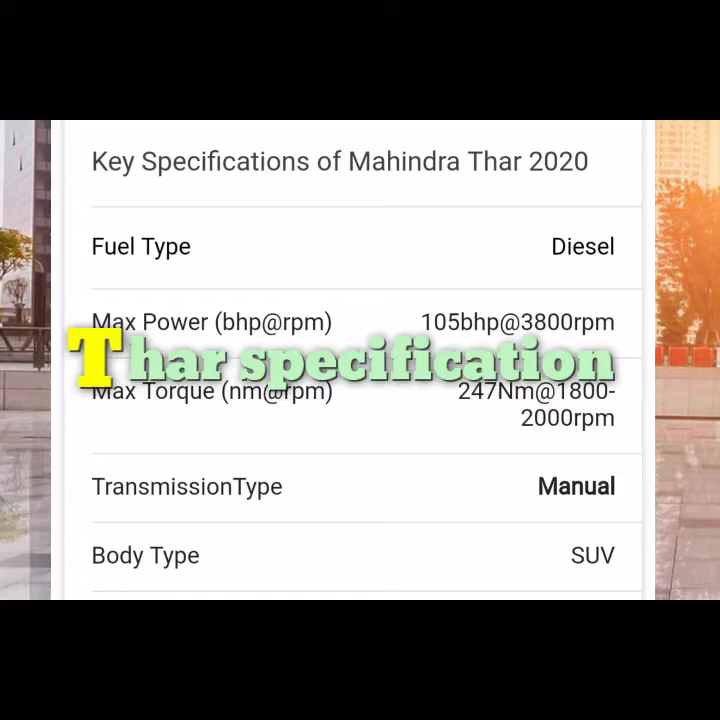 Key Specifications of Mahindra Thar 2020
Fuel Type Diesel
Max Power (bhp@rpm) 105bhp@3800rpm
Thar specification
Max Torque (nm@rpm) 247Nm@1800-
2000rpm
TransmissionType Manual
Body Type SUV